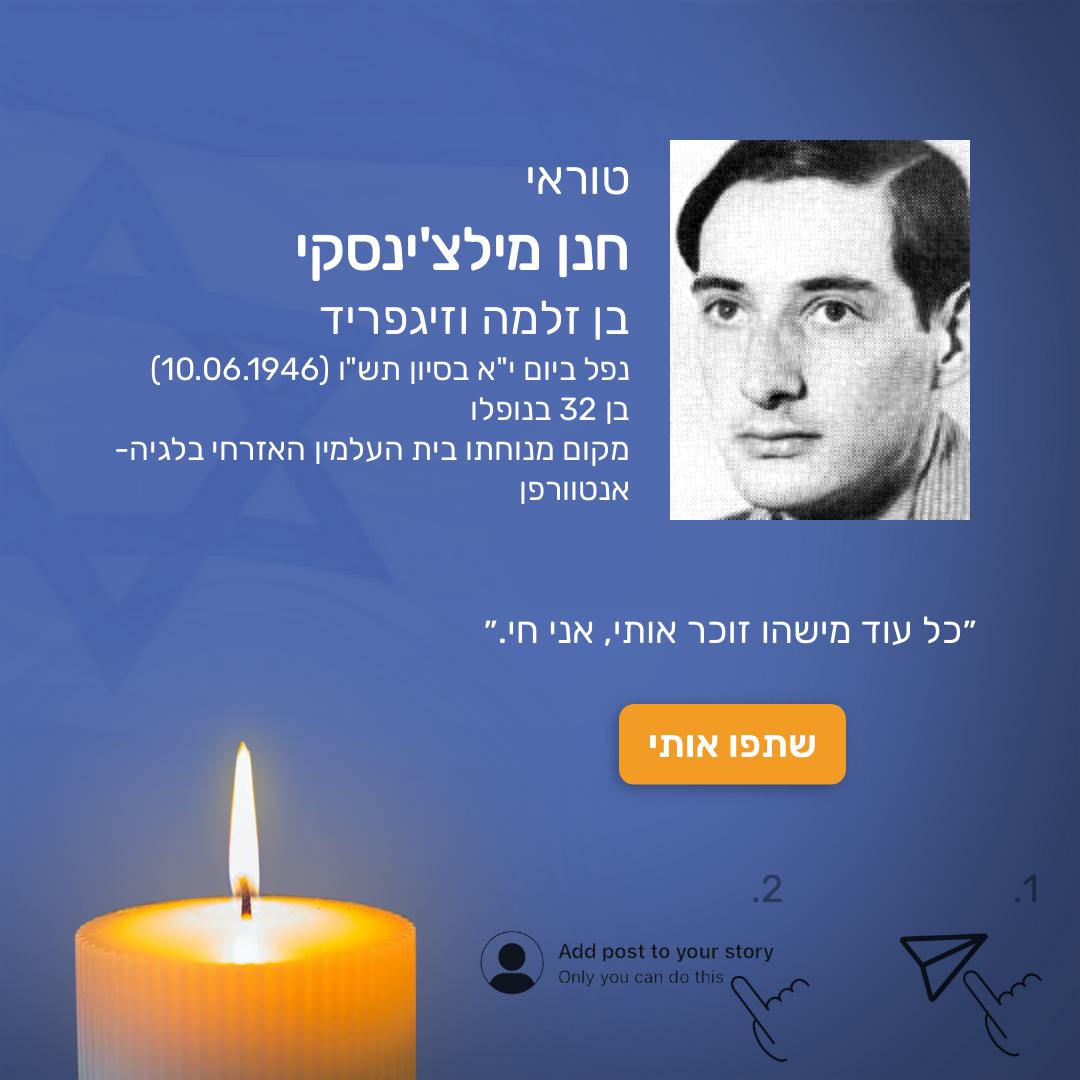 טוראי
חנן מילצ'ינסקי
בן זלמה וזיגפריד
נפל ביום י"א בסיון תש"ו (10.06.1946)
בן 32 בנופלו
מקום מנוחתו בית העלמין האזרחי בלגיה-
אנטוורפן
״כל עוד מישהו זוכר אותי, אני חי.״
שתפו אותי
1.
2.
Add post to your story
Only you can do this